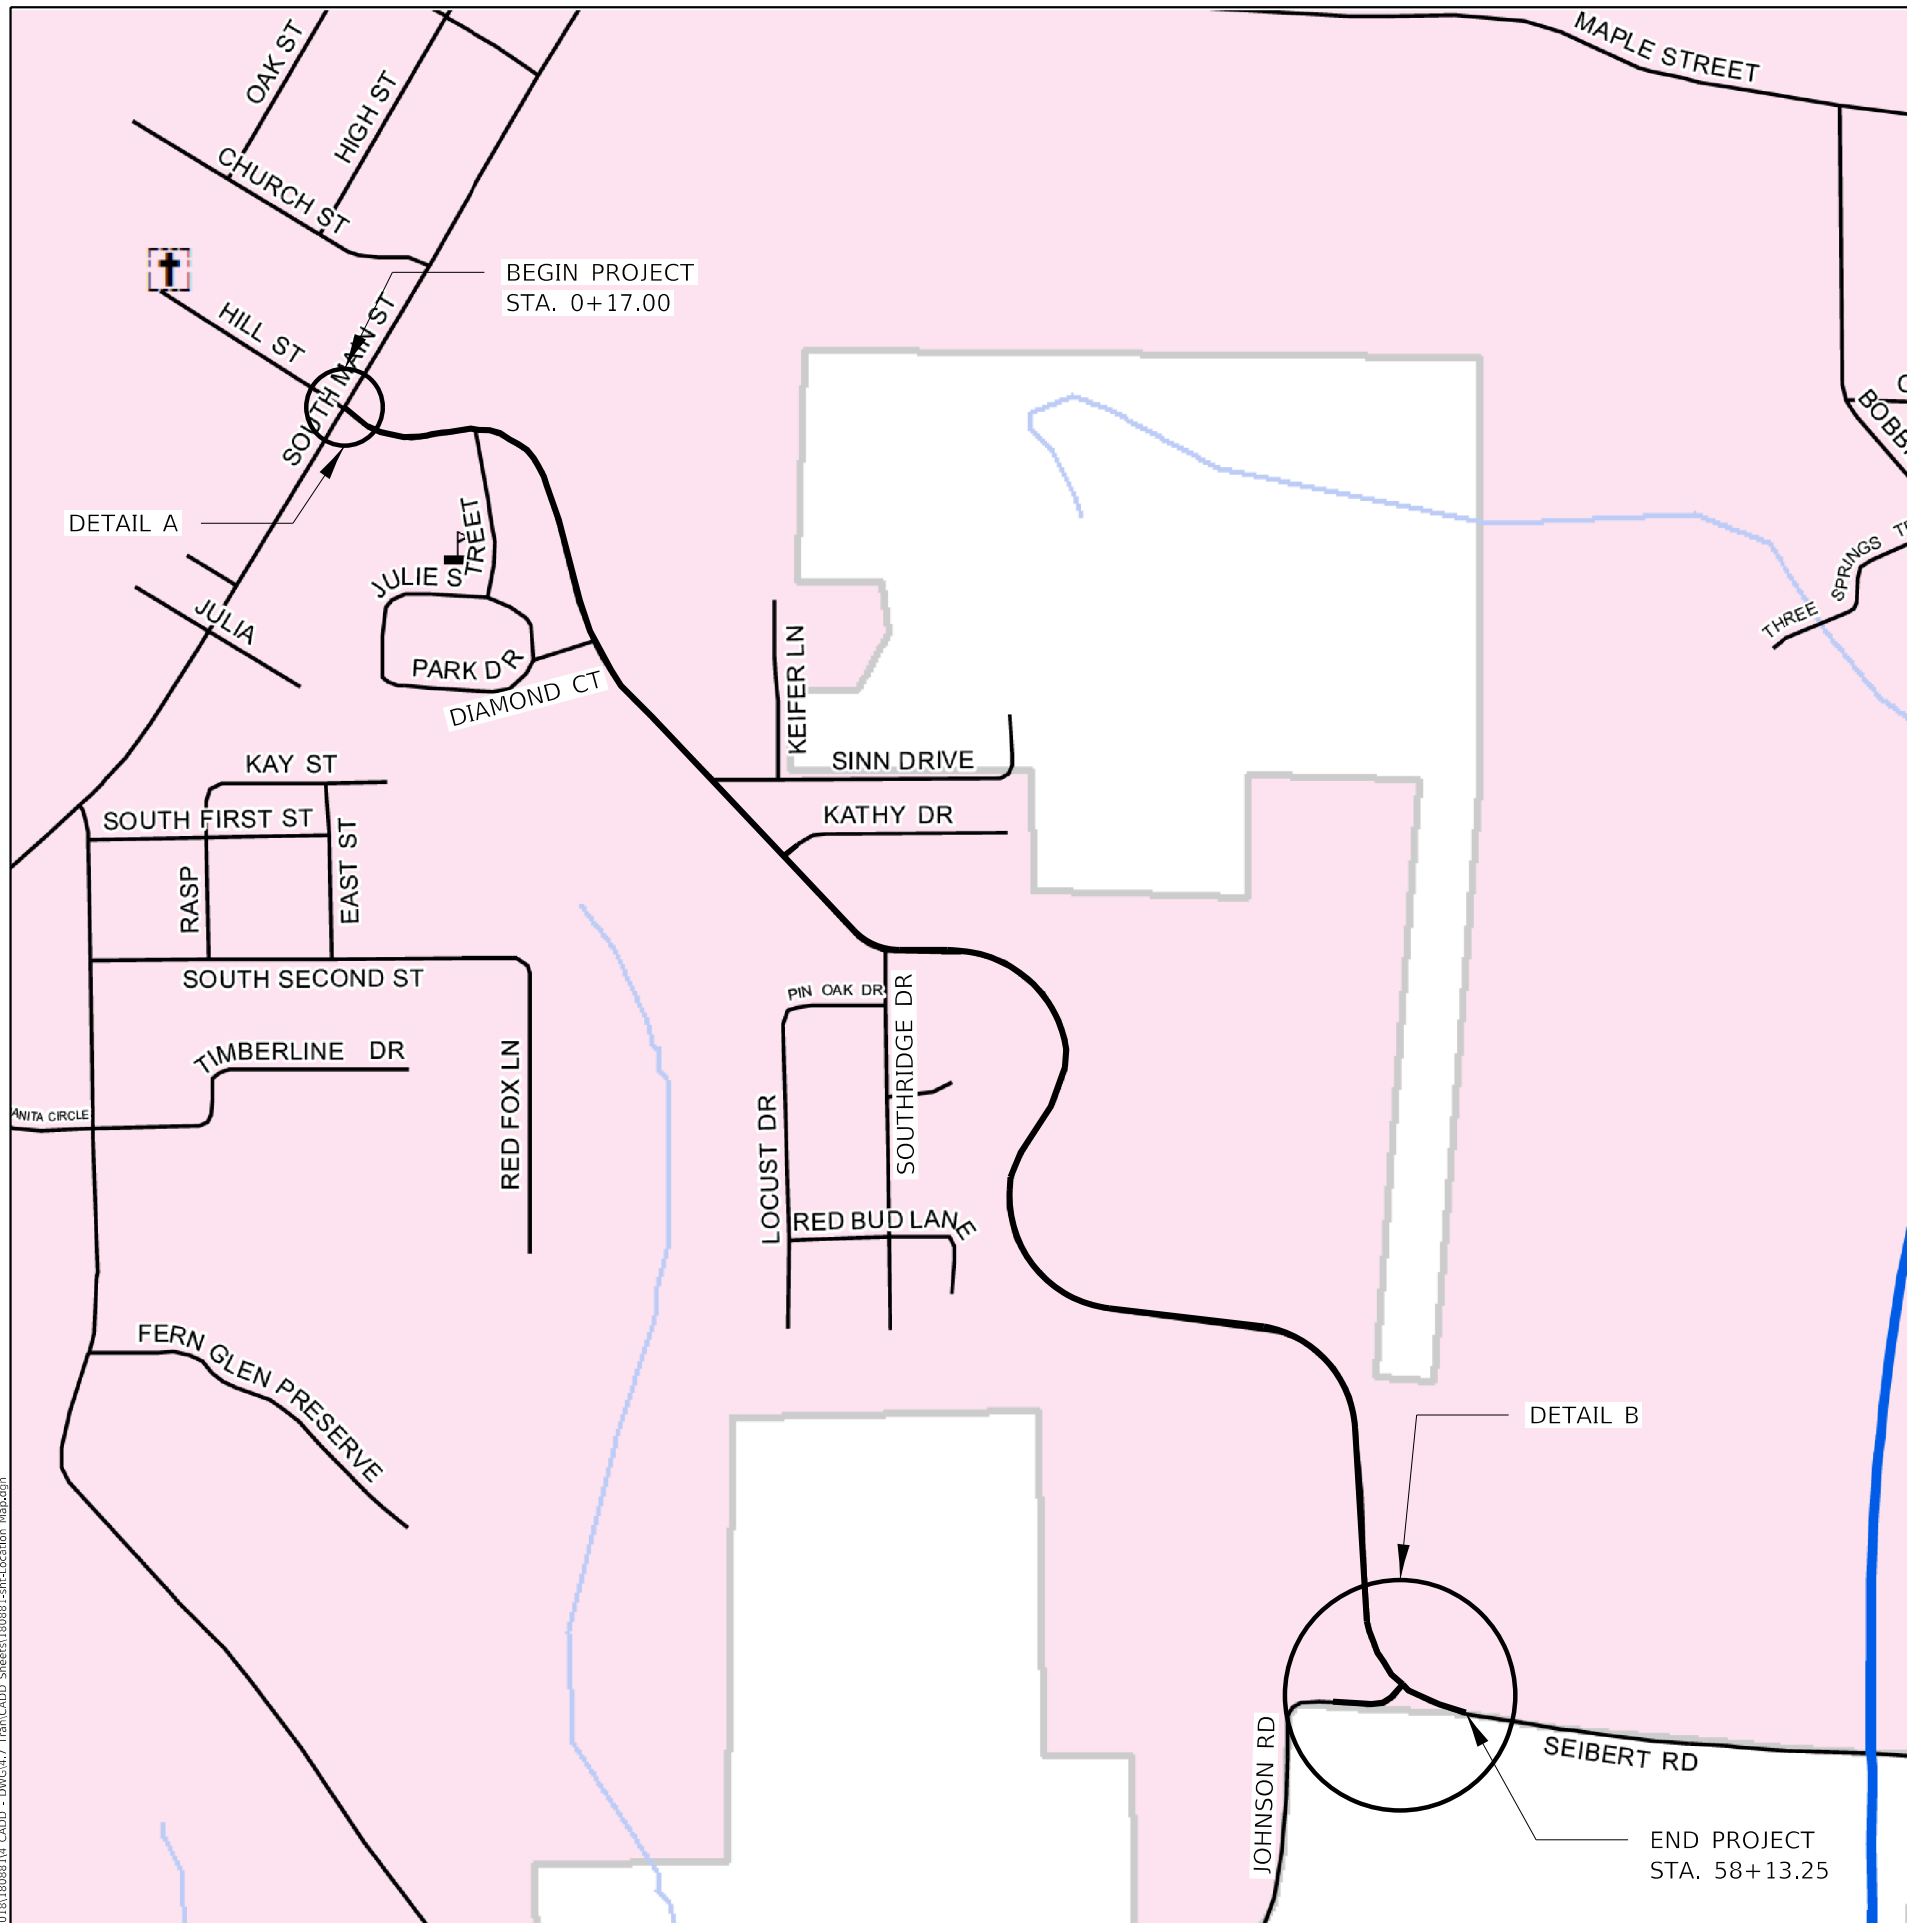 MAPLE STREET
OAK ST
HIGH ST
CHURCH ST
BEGIN PROJECT
STA. 0+17.00
HILL ST
SOUTH MAIN ST
DETAIL A
JULIE STREET
JULIA
PARK DR
DIAMOND CT
THREE SPRINGS
KEIFER LN
SINN DRIVE
KAY ST
KATHY DR
SOUTH FIRST ST
EAST ST
RASP
SOUTH SECOND ST
PIN OAK DR
SOUTHRIDGE DR
TIMBERLINE DR
RED FOX LN
ANITA CIRCLE
LOCUST DR
RED BUD LANE
FERN GLEN PRESERVE
DETAIL B
JOHNSON RD
SEIBERT RD
END PROJECT
STA. 58+13.25